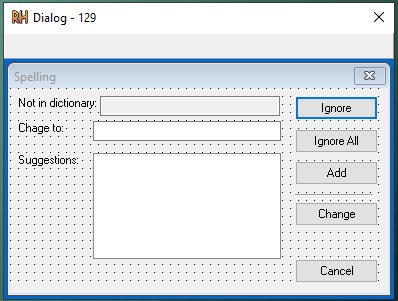 RH Dialog - 129
Spelling
Not in dictionary:
Ignore
Chage to:
Ignore All
Suggestions:
Add
Change
Cancel